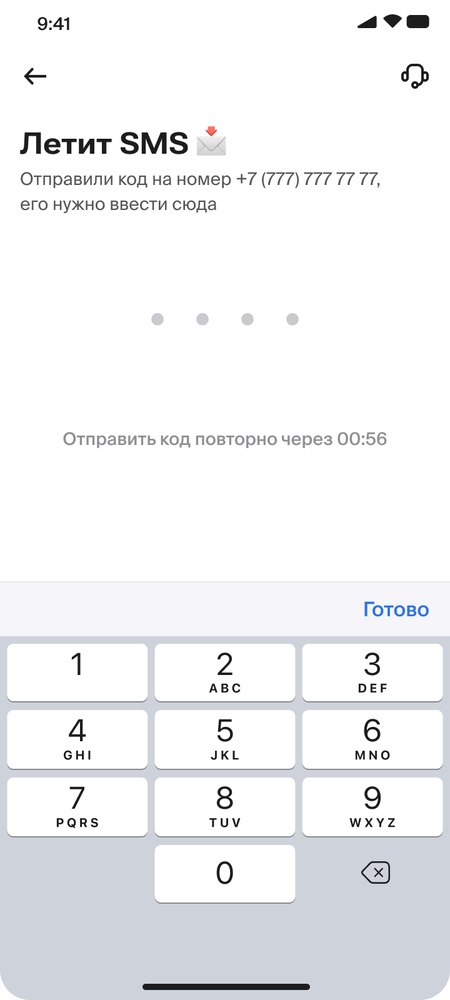 9:41
Летит SMS 📩
Отправили код на номер +7 (777) 777 77 77,
его нужно ввести сюда
Отправить код повторно через 00:56
Готово
1 2 3
ABC DEF
4 5 6
GHI JKL MNO
7 8 9
PQRS TUV WXYZ
0